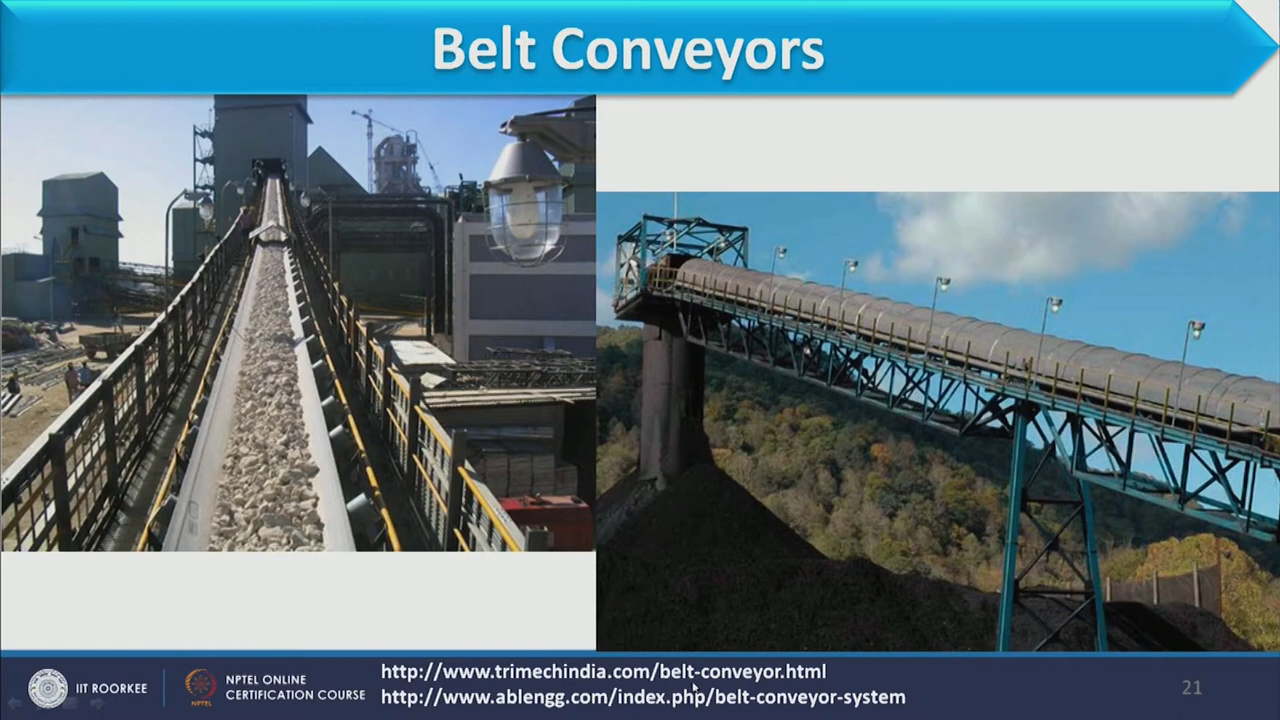 Belt Conveyors
IIT ROORKEE
NPTEL ONLINE
CERTIFICATION COURSE
NPTEL
http://www.trimechindia.com/belt-conveyor.html
http://www.ablengg.com/index.php/belt-conveyor-system
21